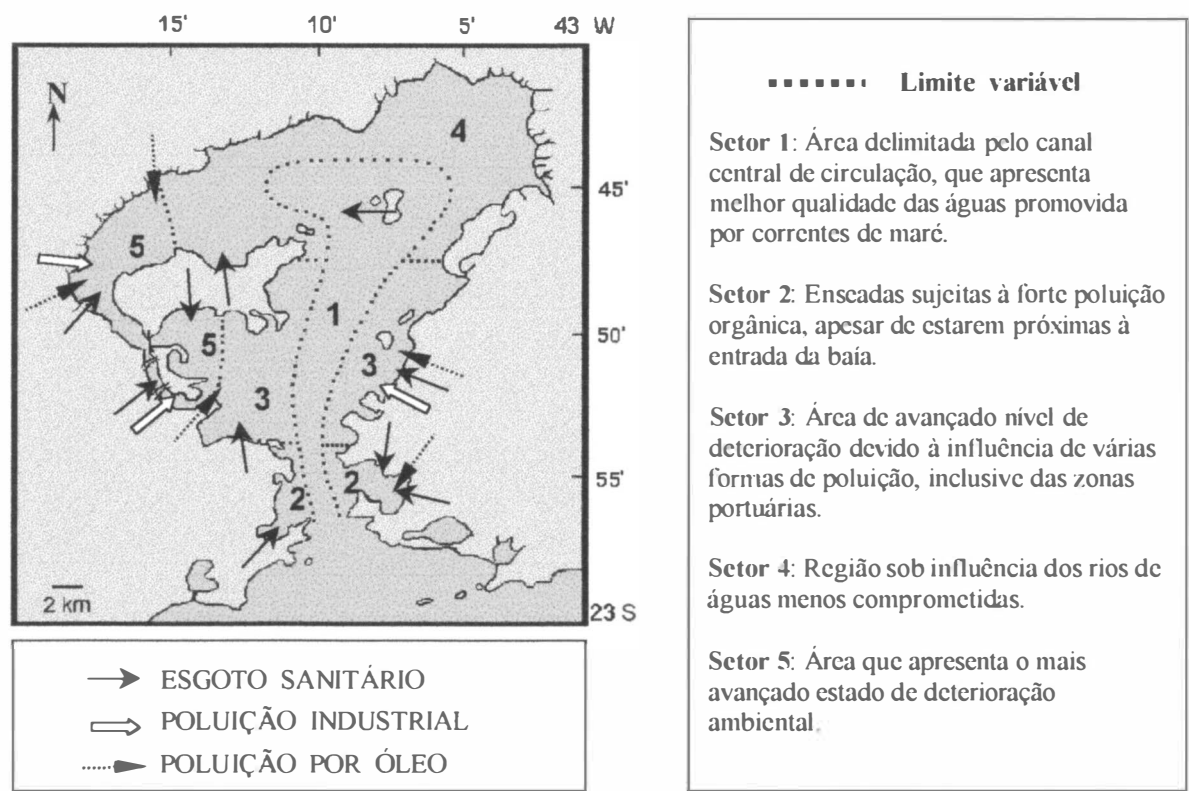 15' 10' 5' 43 W
N
4
45'
5
1
50'
5
3
3
55'
2 2
2 km
23 S
ESGOTO SANITÁRIO
POLUIÇÃO INDUSTRIAL
POLUIÇÃO POR ÓLEO
Limite variável
Setor 1: Área delimitada pelo canal
central de circulação, que apresenta
melhor qualidade das águas promovida
por correntes de maré.
Setor 2: Enseadas sujeitas à forte poluição
orgânica, apesar de estarem próximas à
entrada da baía.
Setor 3: Área de avançado nível de
deterioração devido à influência de várias
formas de poluição, inclusive das zonas
portuárias.
Setor 4: Região sob influência dos rios de
águas menos comprometidas.
Setor 5: Área que apresenta o mais
avançado estado de deterioração
ambiental.